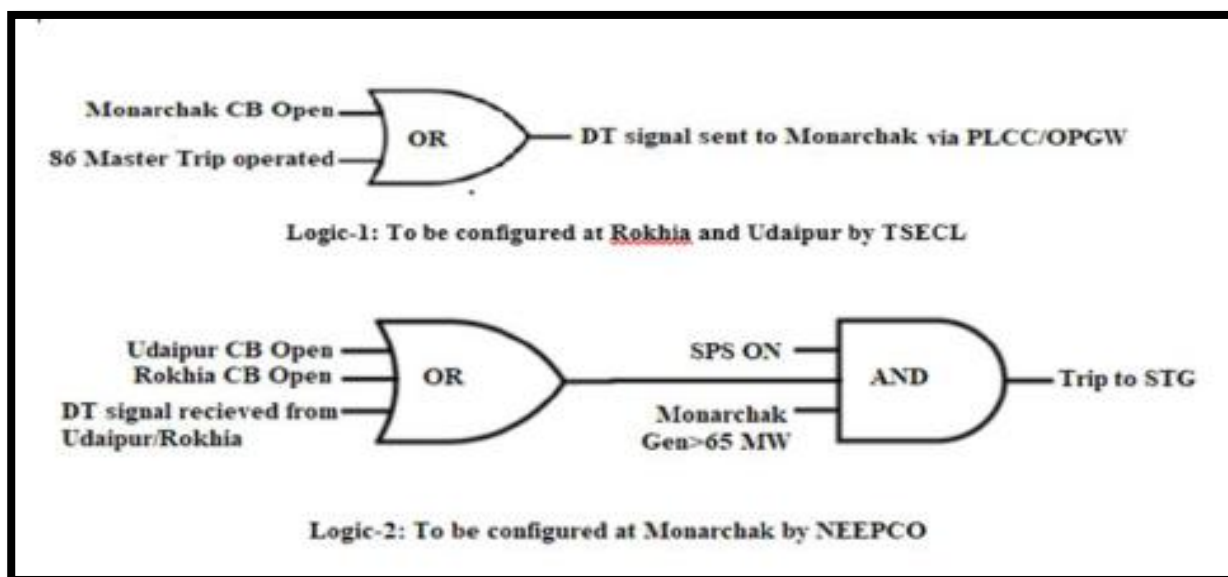 Monarchak CB Open
86 Master Trip operated
OR
DT signal sent to Monarchak via PLCC/OPGW
Logic-1: To be configured at Rokhia and Udaipur by TSECL
Udaipur CB Open
Rokhia CB Open
DT signal recieved from
Udaipur/Rokhia
OR
SPS ON
Monarchak
Gen>65 MW
AND
Trip to STG
Logic-2: To be configured at Monarchak by NEEPCO